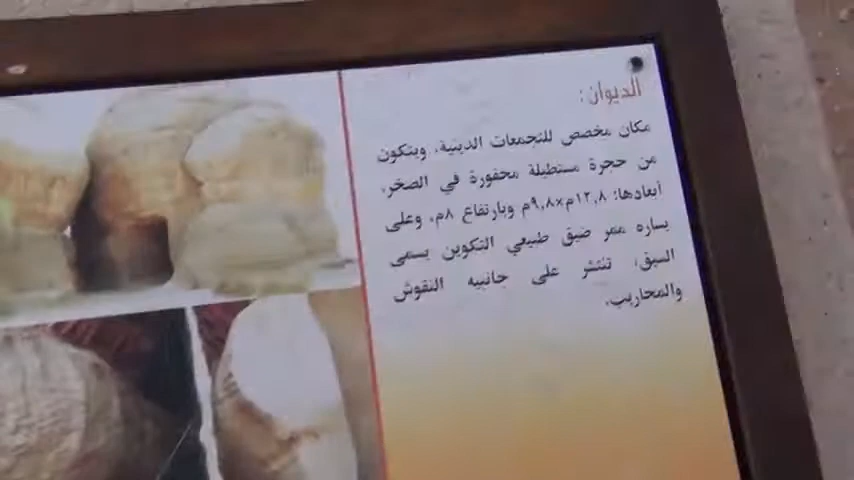 الديوان:
مكان مخصص للتجمعات الدينية، ويتكون
من حجرة مستطيلة محفورة في الصخر،
أبعادها: ١٢,٨م×٩,٨م وبارتفاع ٨م، وعلى
يساره ممر ضيق طبيعي التكوين يسمى
السيق، تنتشر على جانبيه النقوش
والمحاريب.